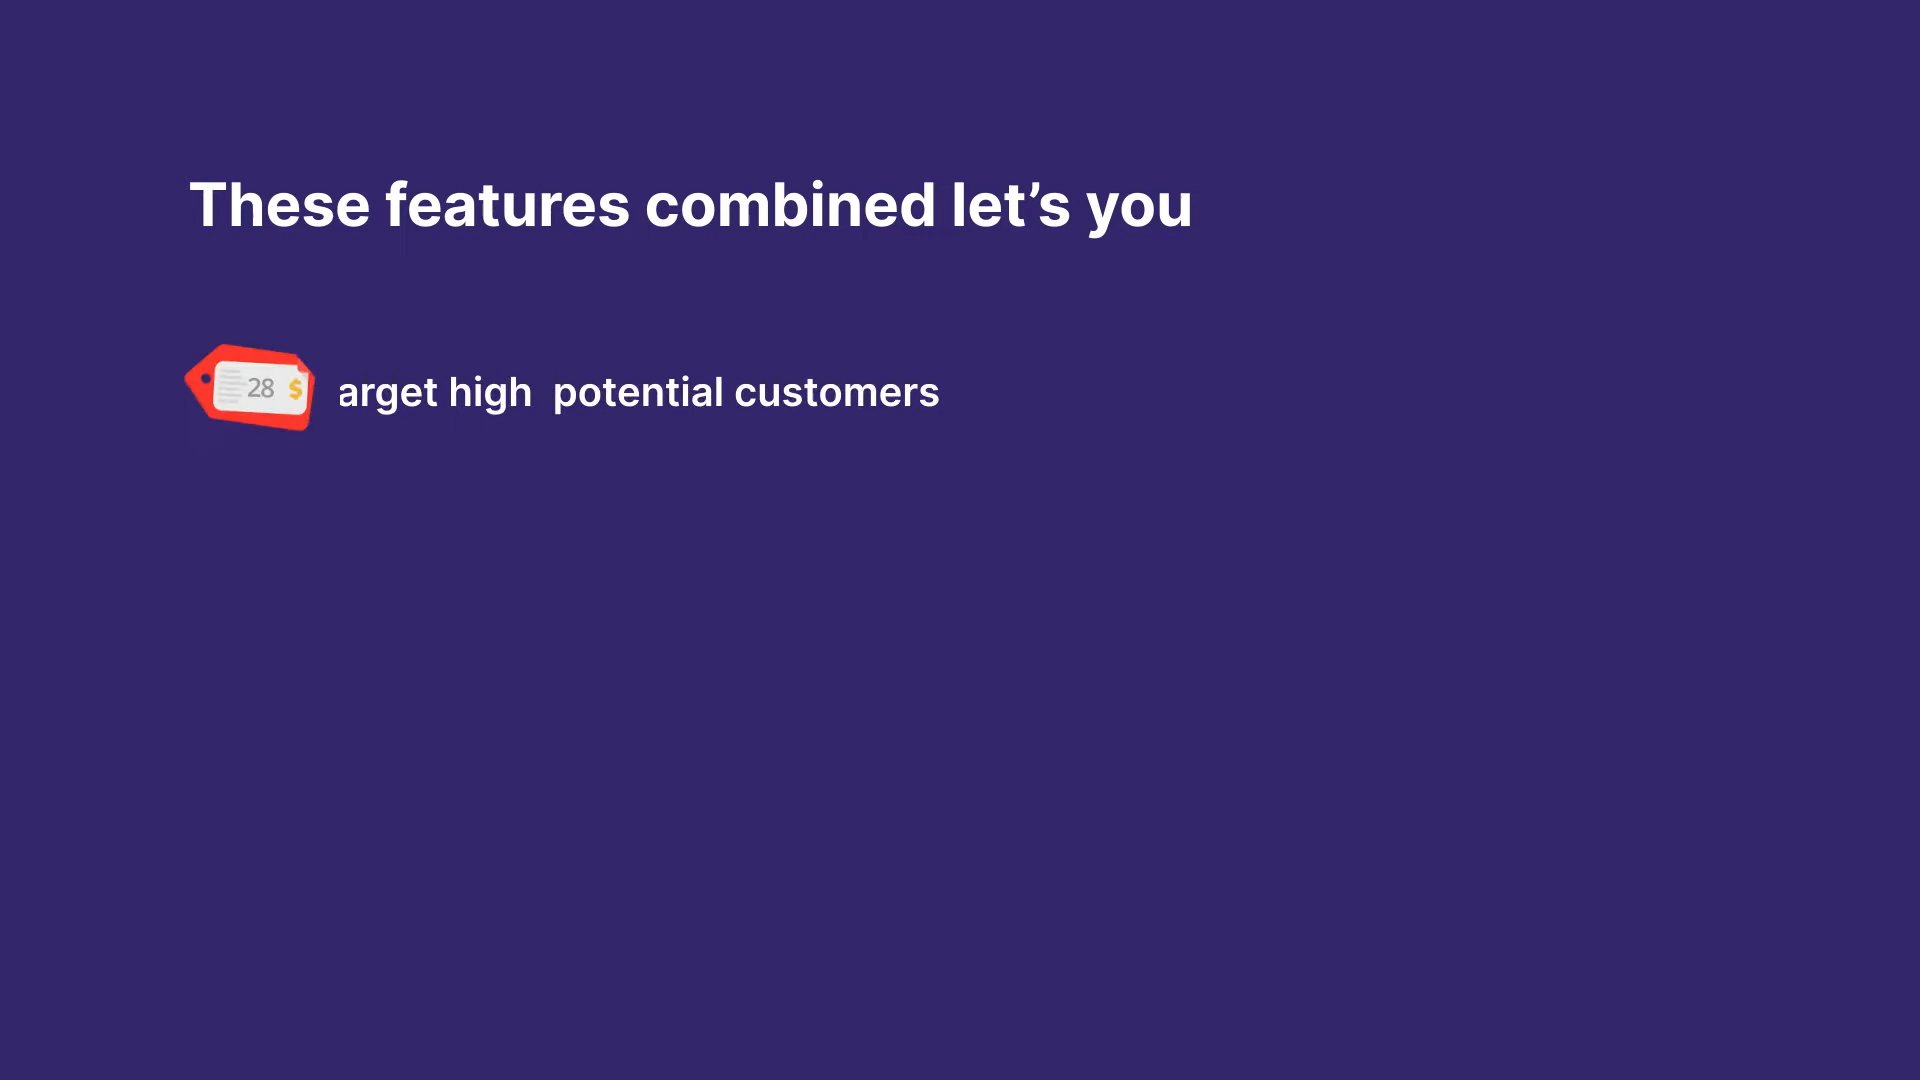 These features combined let’s you
28 $
arget high  potential customers